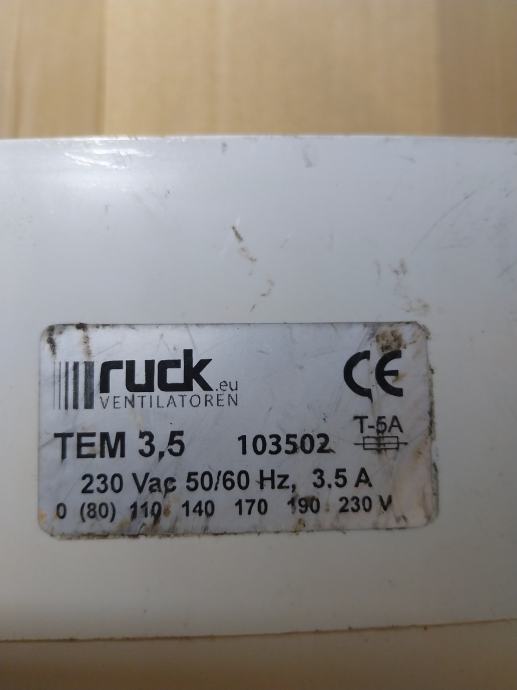 ruck.eu
VENTILATOREN
CE
TEM 3,5 103502 T-5A
230 Vac 50/60 Hz, 3.5 A
0 (80) 110 140 170 190 230 V